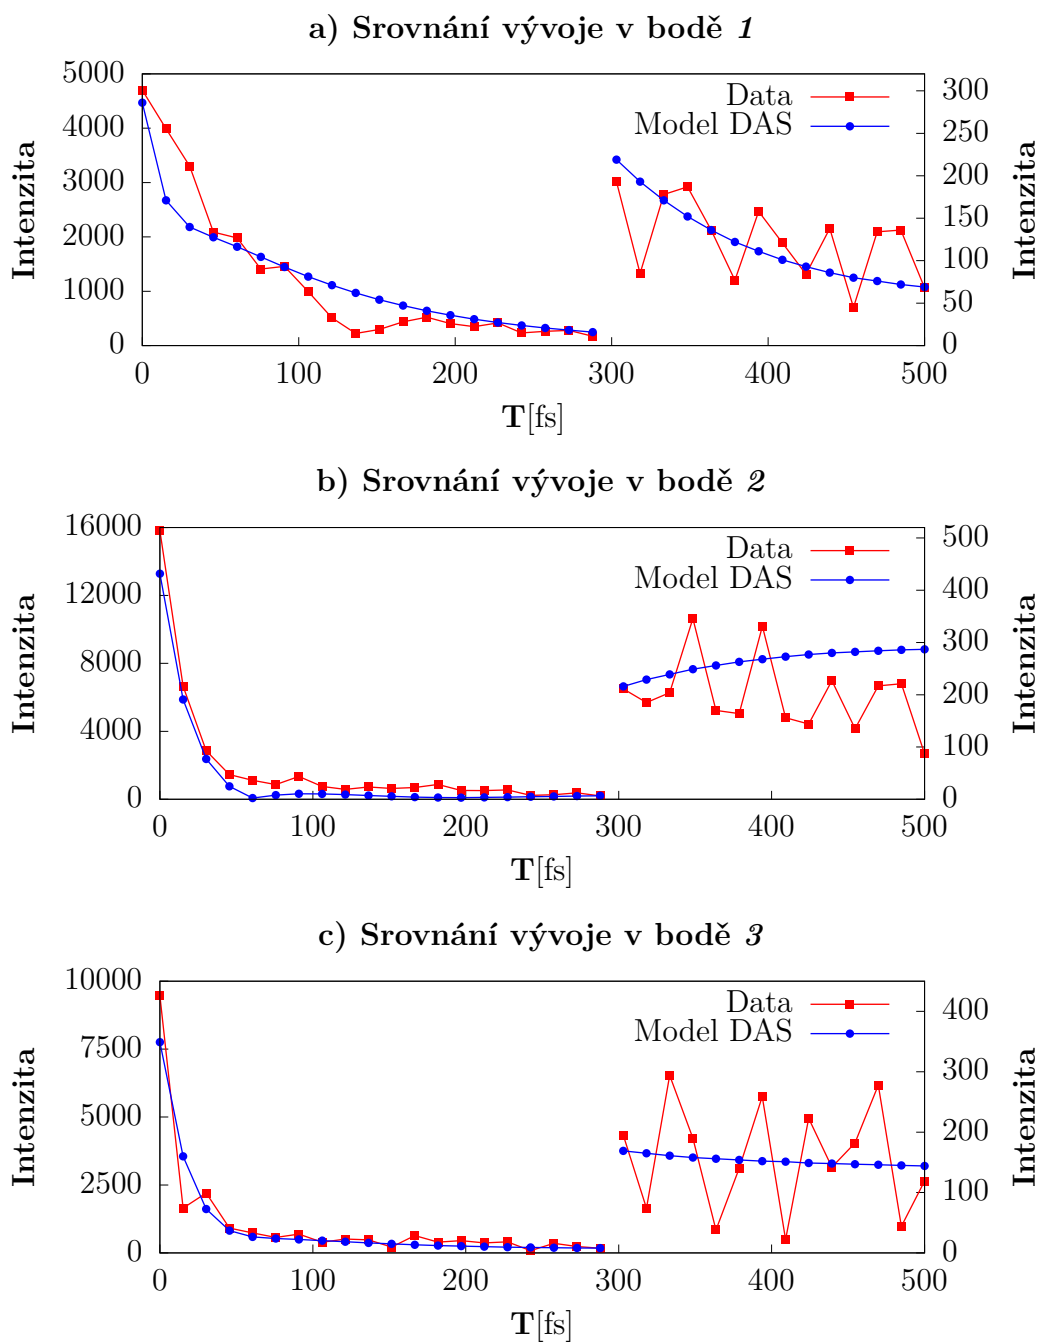 a) Srovnání vývoje v bodě 1
5000
4000
3000
2000
1000
0
Intenzita
Data
Model DAS
300
250
200
150
100
50
0
Intenzita
0 100 200 300 400 500
T[fs]
b) Srovnání vývoje v bodě 2
16000
12000
8000
4000
0
Intenzita
Data
Model DAS
500
400
300
200
100
0
Intenzita
0 100 200 300 400 500
T[fs]
c) Srovnání vývoje v bodě 3
10000
7500
5000
2500
0
Intenzita
Data
Model DAS
400
300
200
100
0
Intenzita
0 100 200 300 400 500
T[fs]